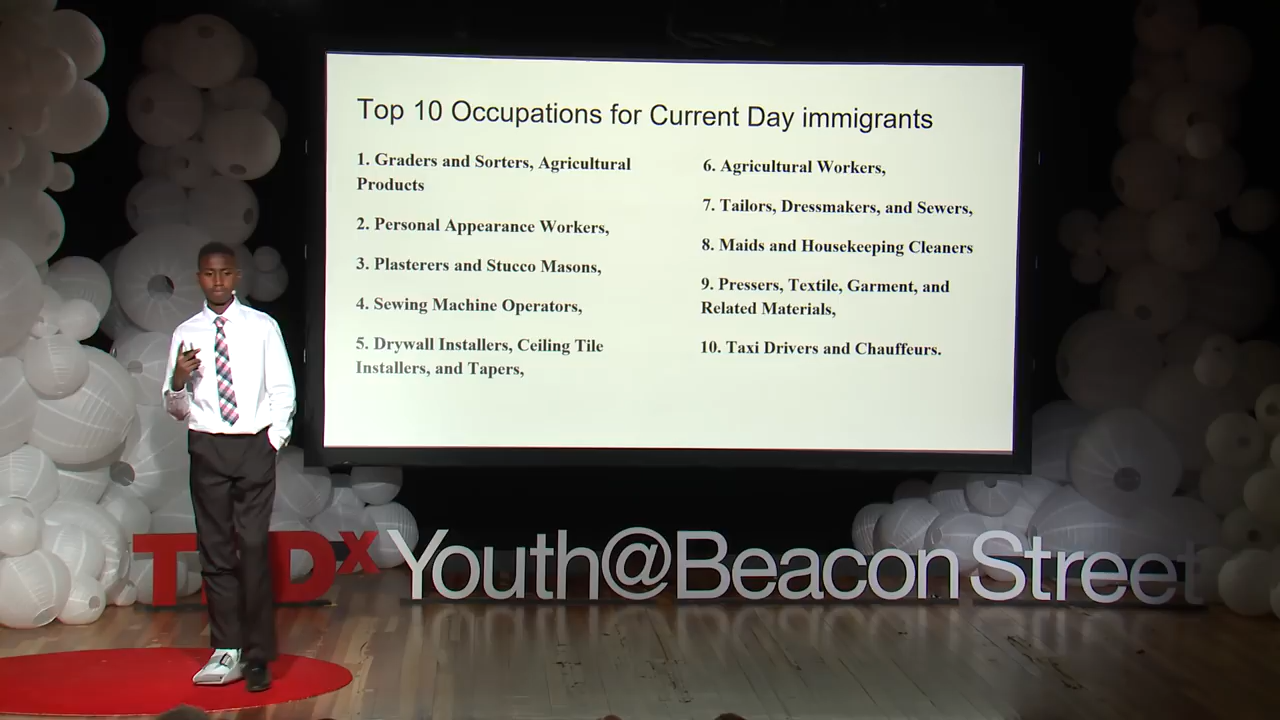 Top 10 Occupations for Current Day immigrants
1. Graders and Sorters, Agricultural
Products
2. Personal Appearance Workers,
3. Plasterers and Stucco Masons,
4. Sewing Machine Operators,
5. Drywall Installers, Ceiling Tile
Installers, and Tapers,
6. Agricultural Workers,
7. Tailors, Dressmakers, and Sewers,
8. Maids and Housekeeping Cleaners
9. Pressers, Textile, Garment, and
Related Materials,
10. Taxi Drivers and Chauffeurs.
TEDx Youth@BeaconStreet